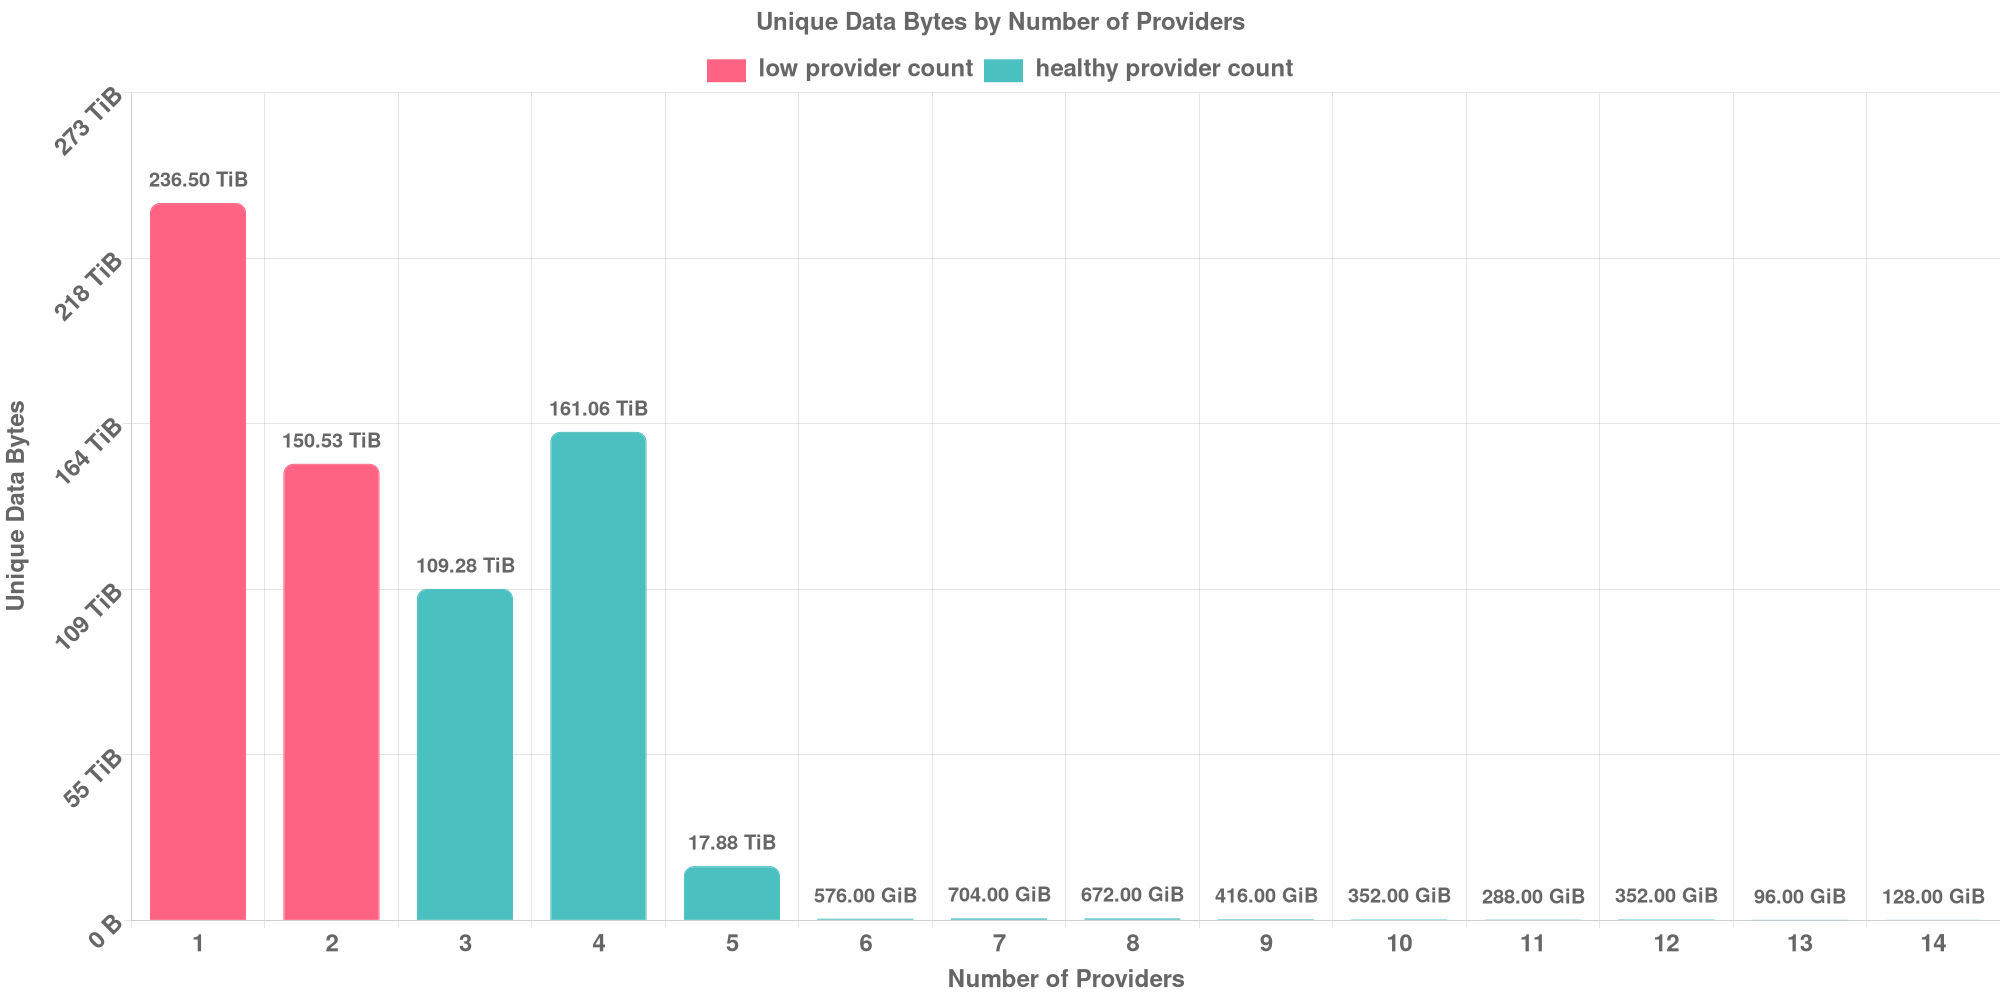 Unique Data Bytes by Number of Providers
low provider count healthy provider count
273 TiB
218 TiB
164 TiB
109 TiB
55 TiB
0 B
Unique Data Bytes
236.50 TiB
150.53 TiB
109.28 TiB
161.06 TiB
17.88 TiB
576.00 GiB
704.00 GiB
672.00 GiB
416.00 GiB
352.00 GiB
288.00 GiB
352.00 GiB
96.00 GiB
128.00 GiB
1 2 3 4 5 6 7 8 9 10 11 12 13 14
Number of Providers